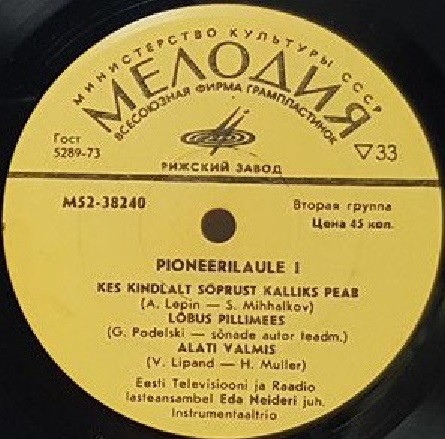 МИНИСТЕРСТВО КУЛЬТУРЫ СССР
МЕЛОДИЯ
ВСЕСОЮЗНАЯ ФИРМА ГРАМПЛАСТИНОК
Гост
5289-73
▽33
РИЖСКИЙ ЗАВОД
М52-38240
Вторая группа
Цена 45 коп.
PIONEERILAULE I
KES KINDLALT SÕPRUST KALLIKS PEAB
(A. Lepin — S. Mihhalkov)
LÕBUS PILLIMEES
(G. Podelski — sõnade autor teadm.)
ALATI VALMIS
(V. Lipand — H. Muller)
Eesti Televisiooni ja Raadio
lasteansambel Eda Neideri juh.
Instrumentaaltrio